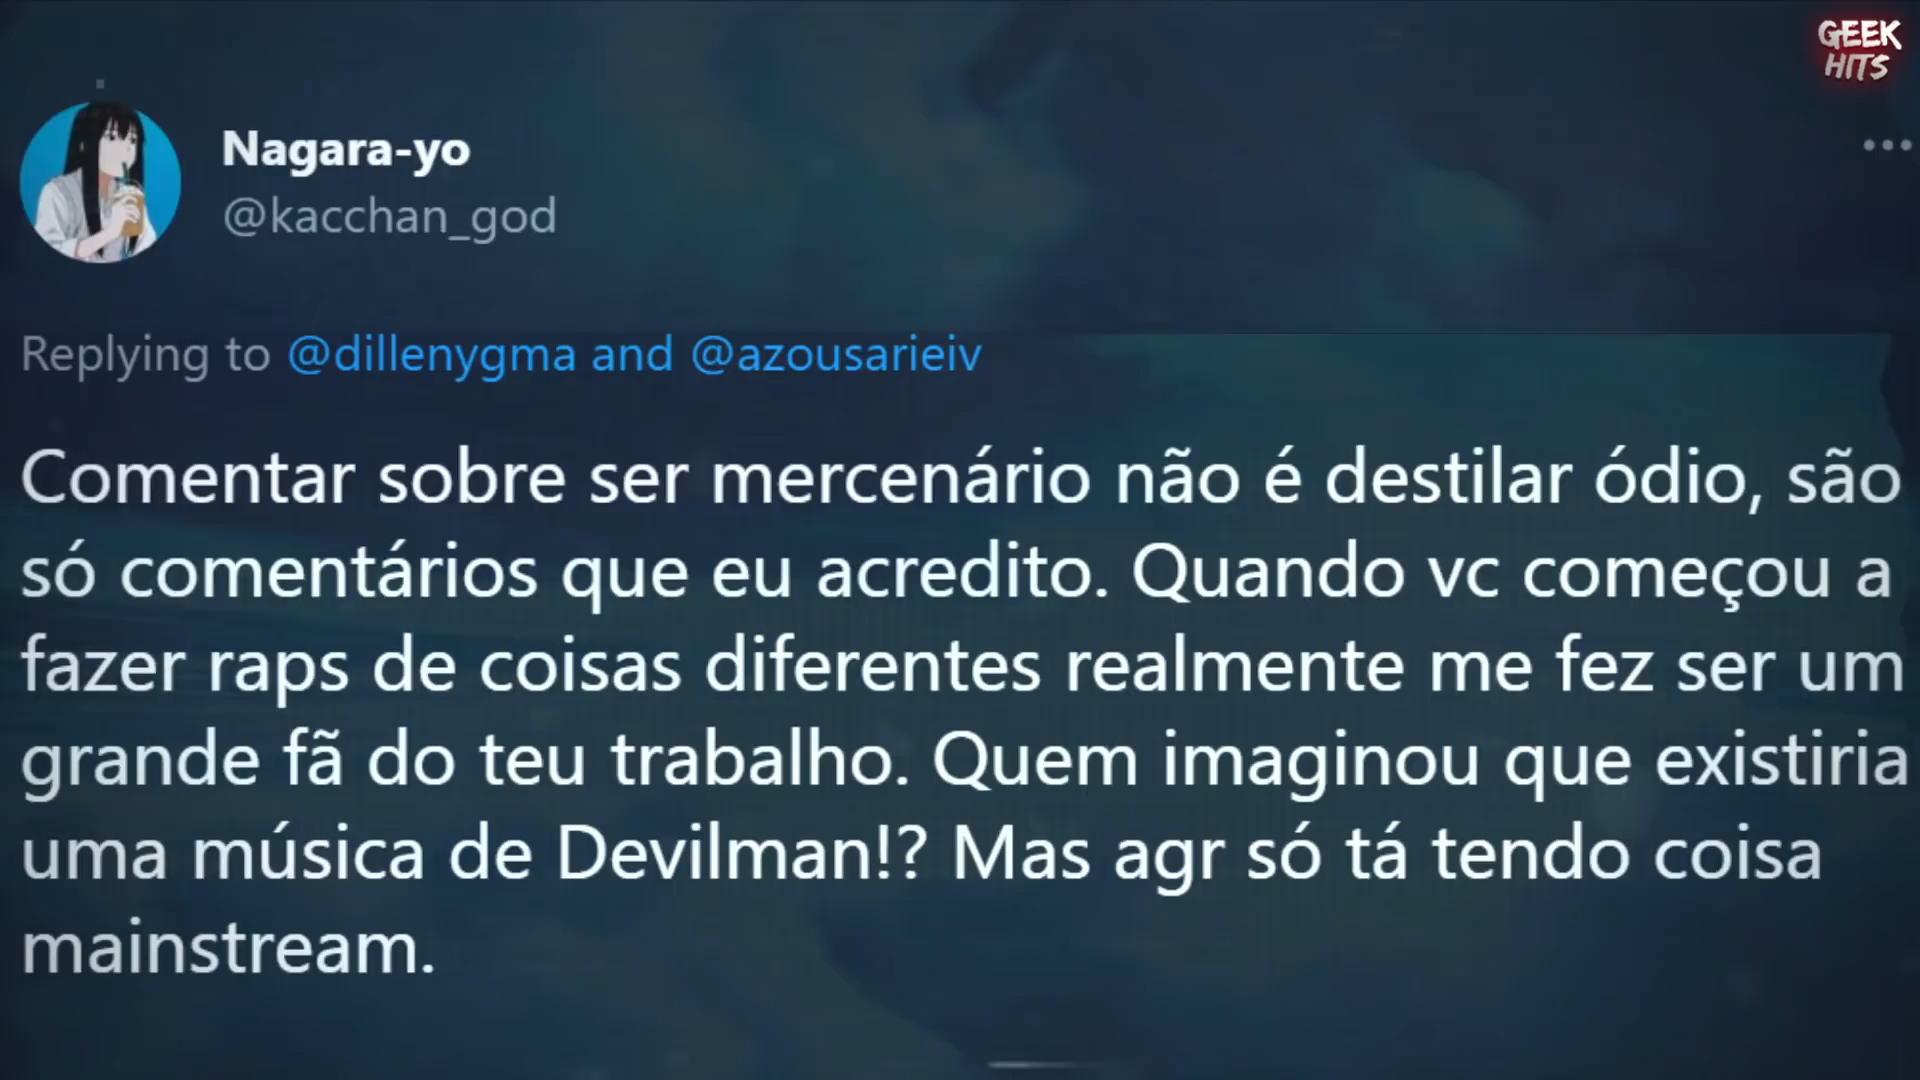 GEEK
HITS
Nagara-yo
@kacchan_god
Replying to @dillenygma and @azousarieiv
Comentar sobre ser mercenário não é destilar ódio, são
só comentários que eu acredito. Quando vc começou a
fazer raps de coisas diferentes realmente me fez ser um
grande fã do teu trabalho. Quem imaginou que existiria
uma música de Devilman!? Mas agr só tá tendo coisa
mainstream.